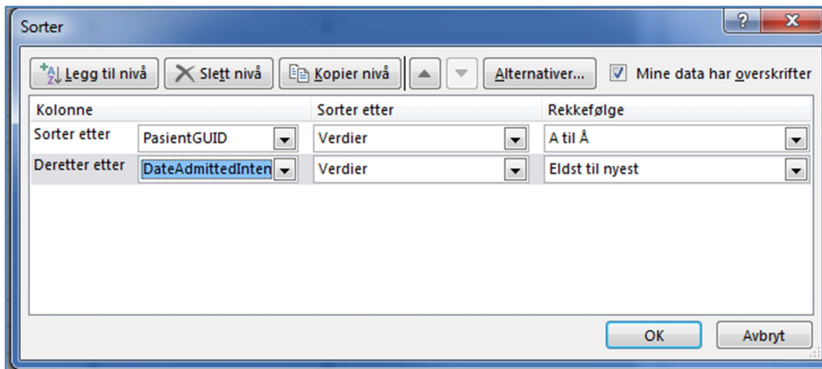 Sorter
Legg til nivå Slett nivå Kopier nivå Alternativer... Mine data har overskrifter
Kolonne Sorter etter Rekkefølge
Sorter etter PasientGUID Verdier A til Å
Deretter etter DateAdmittedInten Verdier Eldst til nyest
OK Avbryt